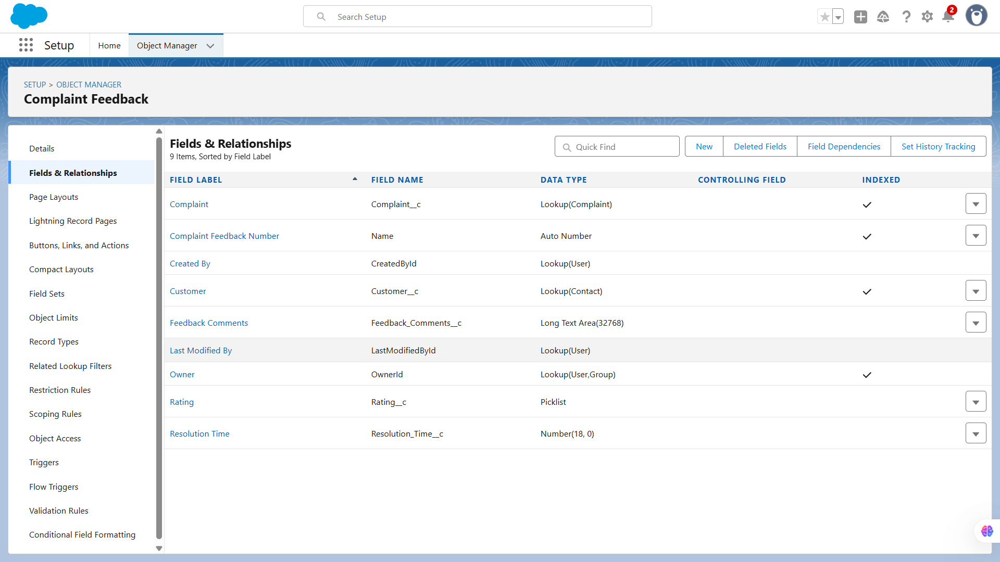 Search Setup
2
Setup
Home
Object Manager
SETUP > OBJECT MANAGER
Complaint Feedback
Details
Fields & Relationships
Page Layouts
Lightning Record Pages
Buttons, Links, and Actions
Compact Layouts
Field Sets
Object Limits
Record Types
Related Lookup Filters
Restriction Rules
Scoping Rules
Object Access
Triggers
Flow Triggers
Validation Rules
Conditional Field Formatting
Fields & Relationships
9 Items, Sorted by Field Label
Quick Find
New
Deleted Fields
Field Dependencies
Set History Tracking
FIELD LABEL FIELD NAME DATA TYPE CONTROLLING FIELD INDEXED
Complaint Complaint__c Lookup(Complaint)
Complaint Feedback Number Name Auto Number
Created By CreatedById Lookup(User)
Customer Customer__c Lookup(Contact)
Feedback Comments Feedback_Comments__c Long Text Area(32768)
Last Modified By LastModifiedById Lookup(User)
Owner OwnerId Lookup(User,Group)
Rating Rating__c Picklist
Resolution Time Resolution_Time__c Number(18, 0)